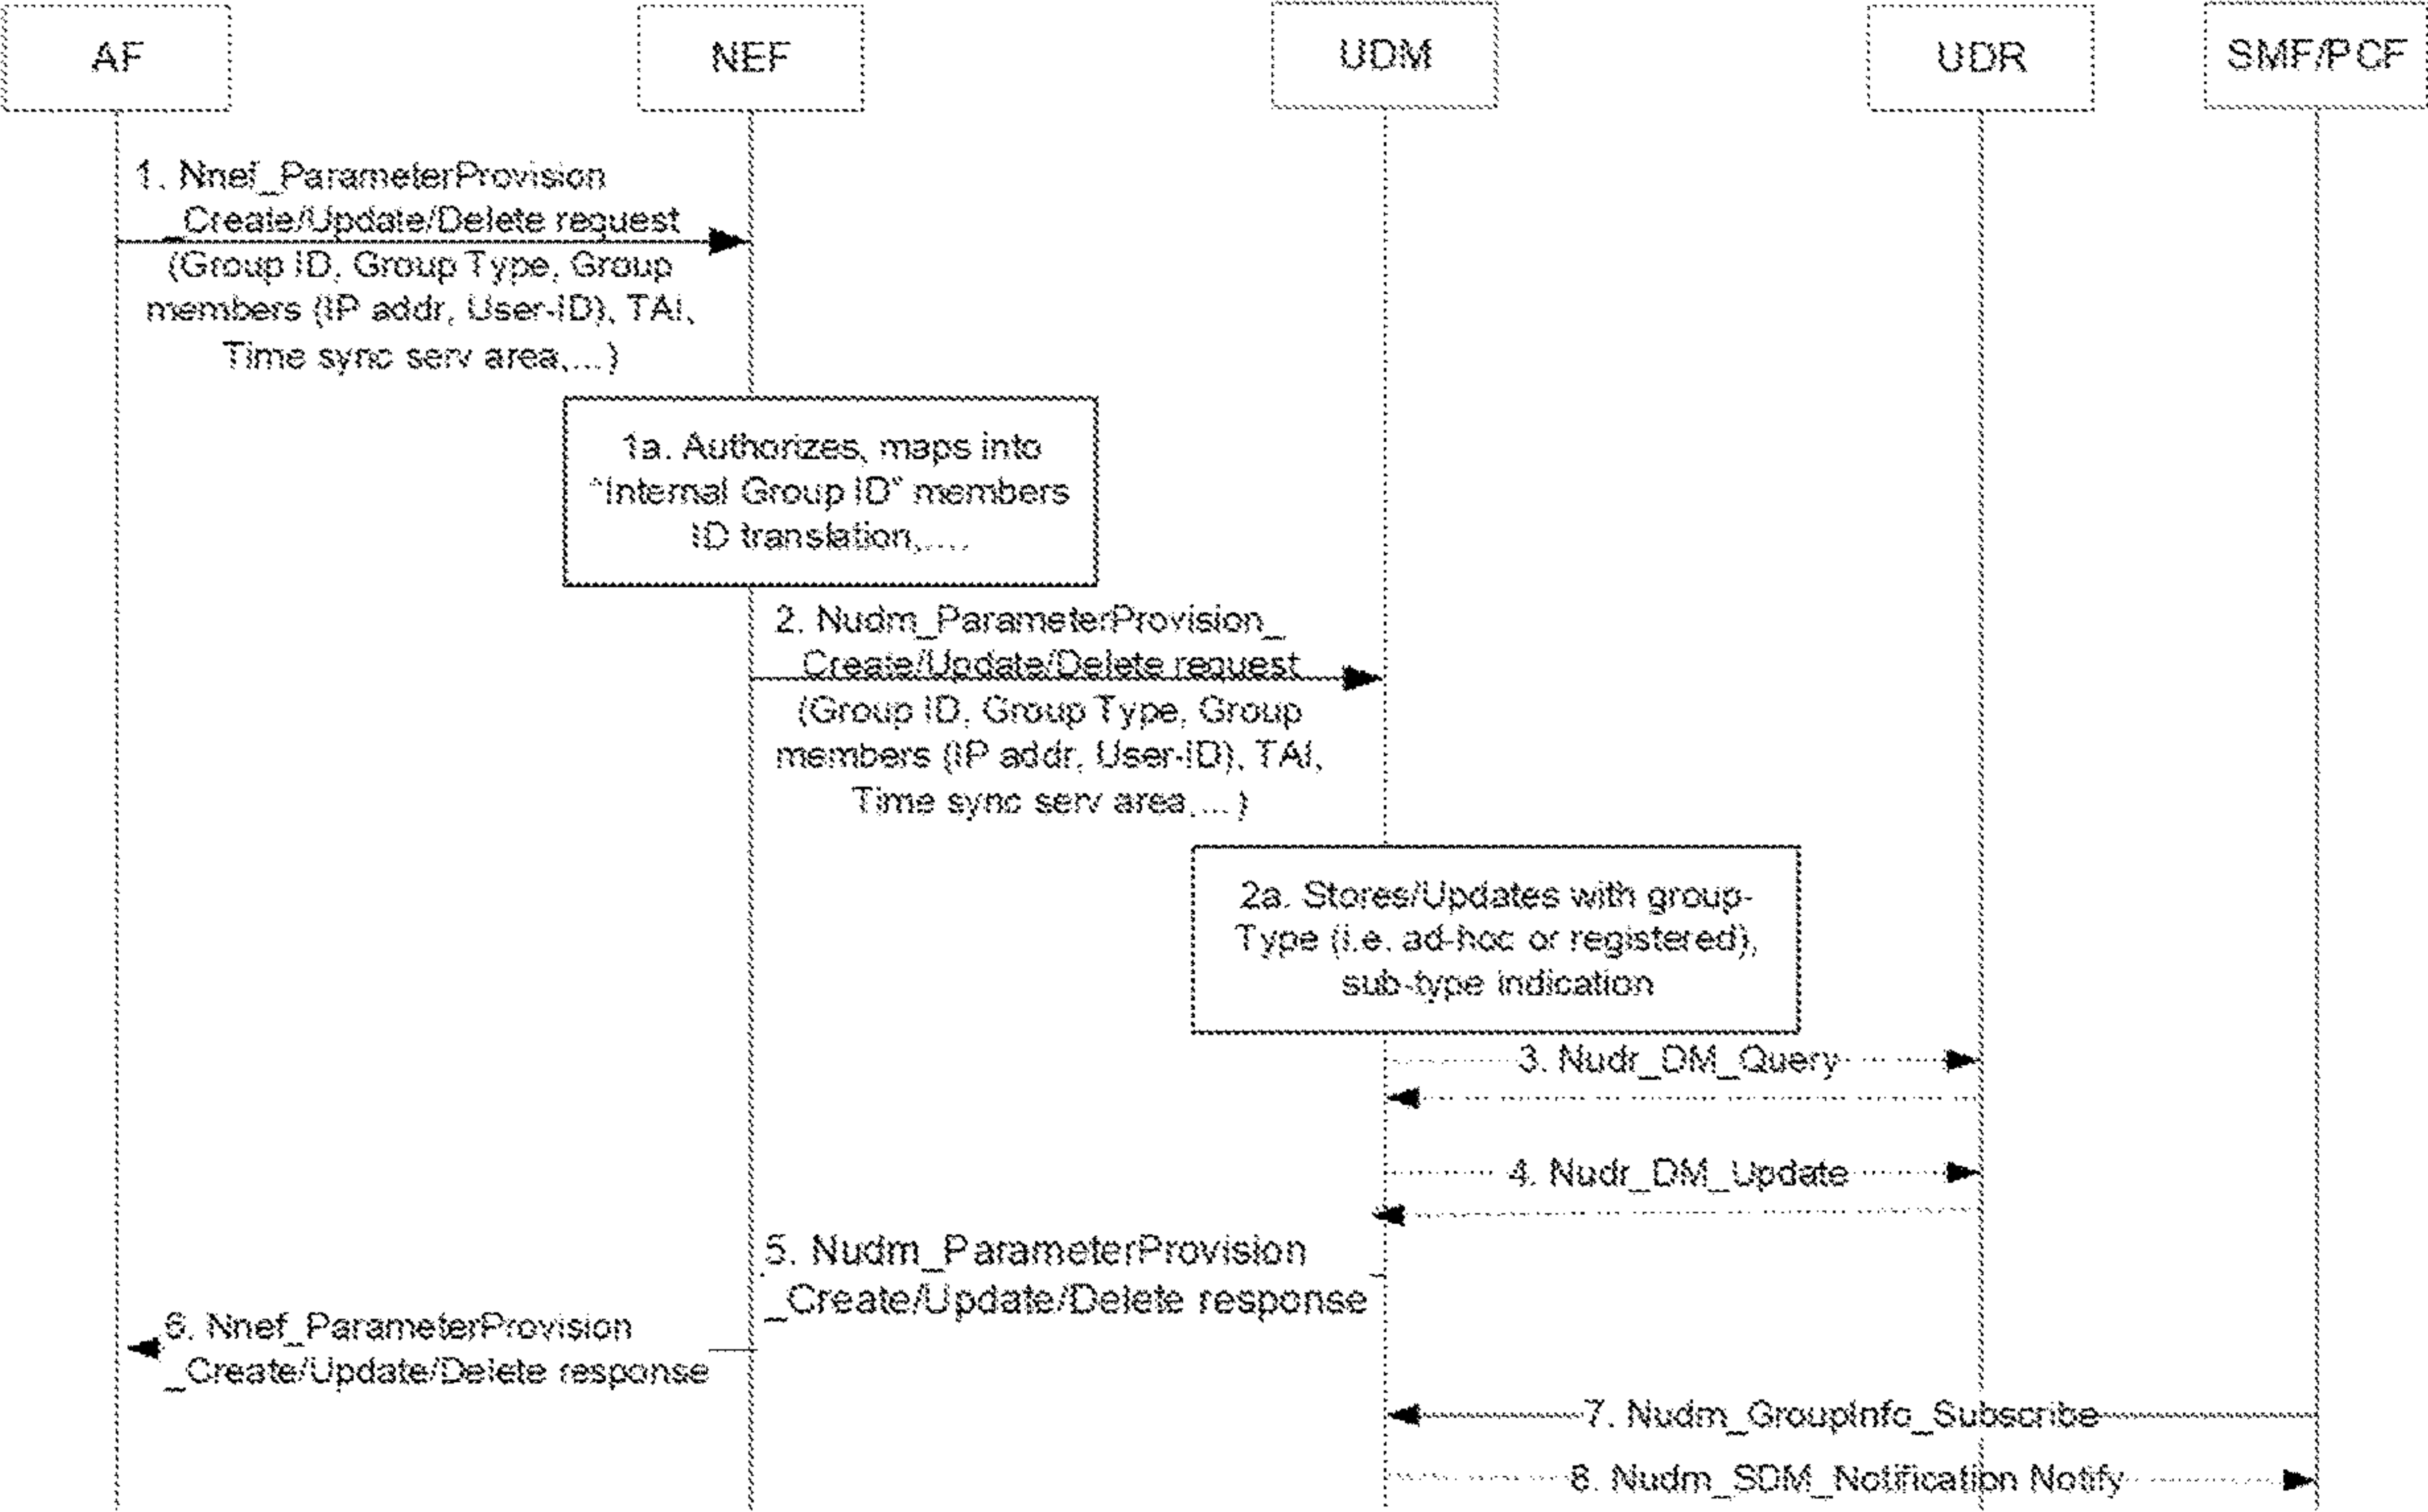 AF
NEF
UDM
UDR
SMF/PCF
1. Nnef_ParameterProvision
_Create/Update/Delete request
(Group ID, Group Type, Group
members (IP addr, User-ID), TAI,
Time sync serv area,...)
1a. Authorizes, maps into
"Internal Group ID" members
ID translation,....
2. Nudm_ParameterProvision_
_Create/Update/Delete request
(Group ID, Group Type, Group
members (IP addr, User-ID), TAI,
Time sync serv area,...)
2a. Stores/Updates with group-
Type (i.e. ad-hoc or registered),
sub-type indication
3. Nudr_DM_Query
4. Nudr_DM_Update
5. Nudm_ParameterProvision
_Create/Update/Delete response
6. Nnef_ParameterProvision
_Create/Update/Delete response
7. Nudm_GroupInfo_Subscribe
8. Nudm_SDM_Notification Notify